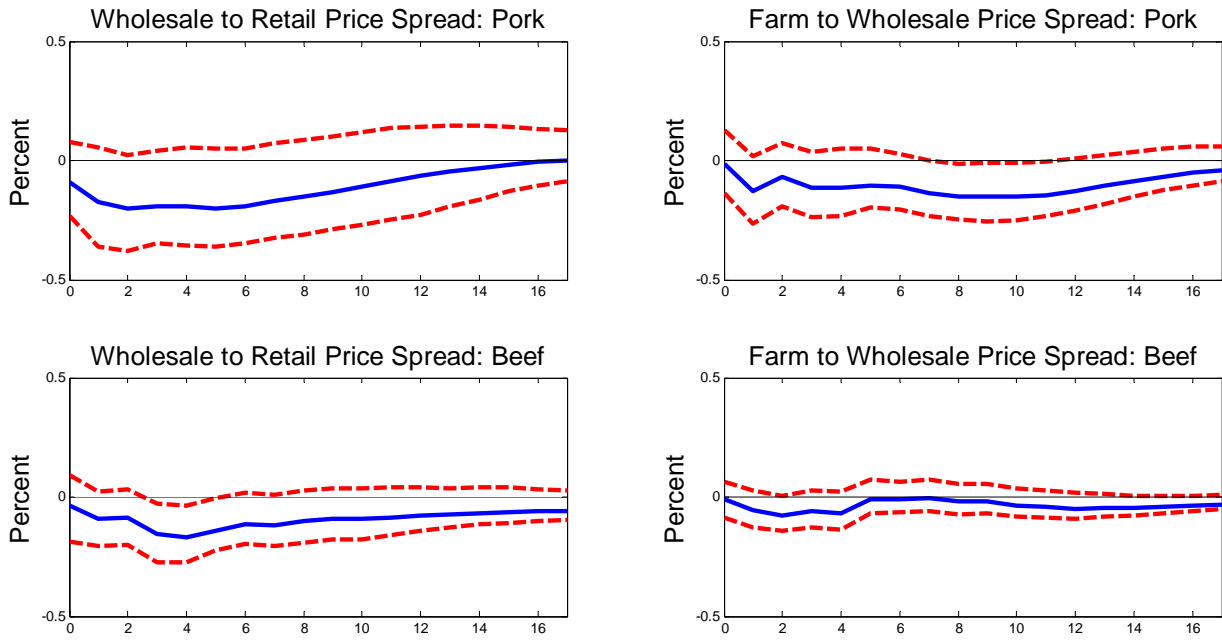 Wholesale to Retail Price Spread: Pork
0.5
0
-0.5
Percent
0 2 4 6 8 10 12 14 16
Farm to Wholesale Price Spread: Pork
0.5
0
-0.5
Percent
0 2 4 6 8 10 12 14 16
Wholesale to Retail Price Spread: Beef
0.5
0
-0.5
Percent
0 2 4 6 8 10 12 14 16
Farm to Wholesale Price Spread: Beef
0.5
0
-0.5
Percent
0 2 4 6 8 10 12 14 16